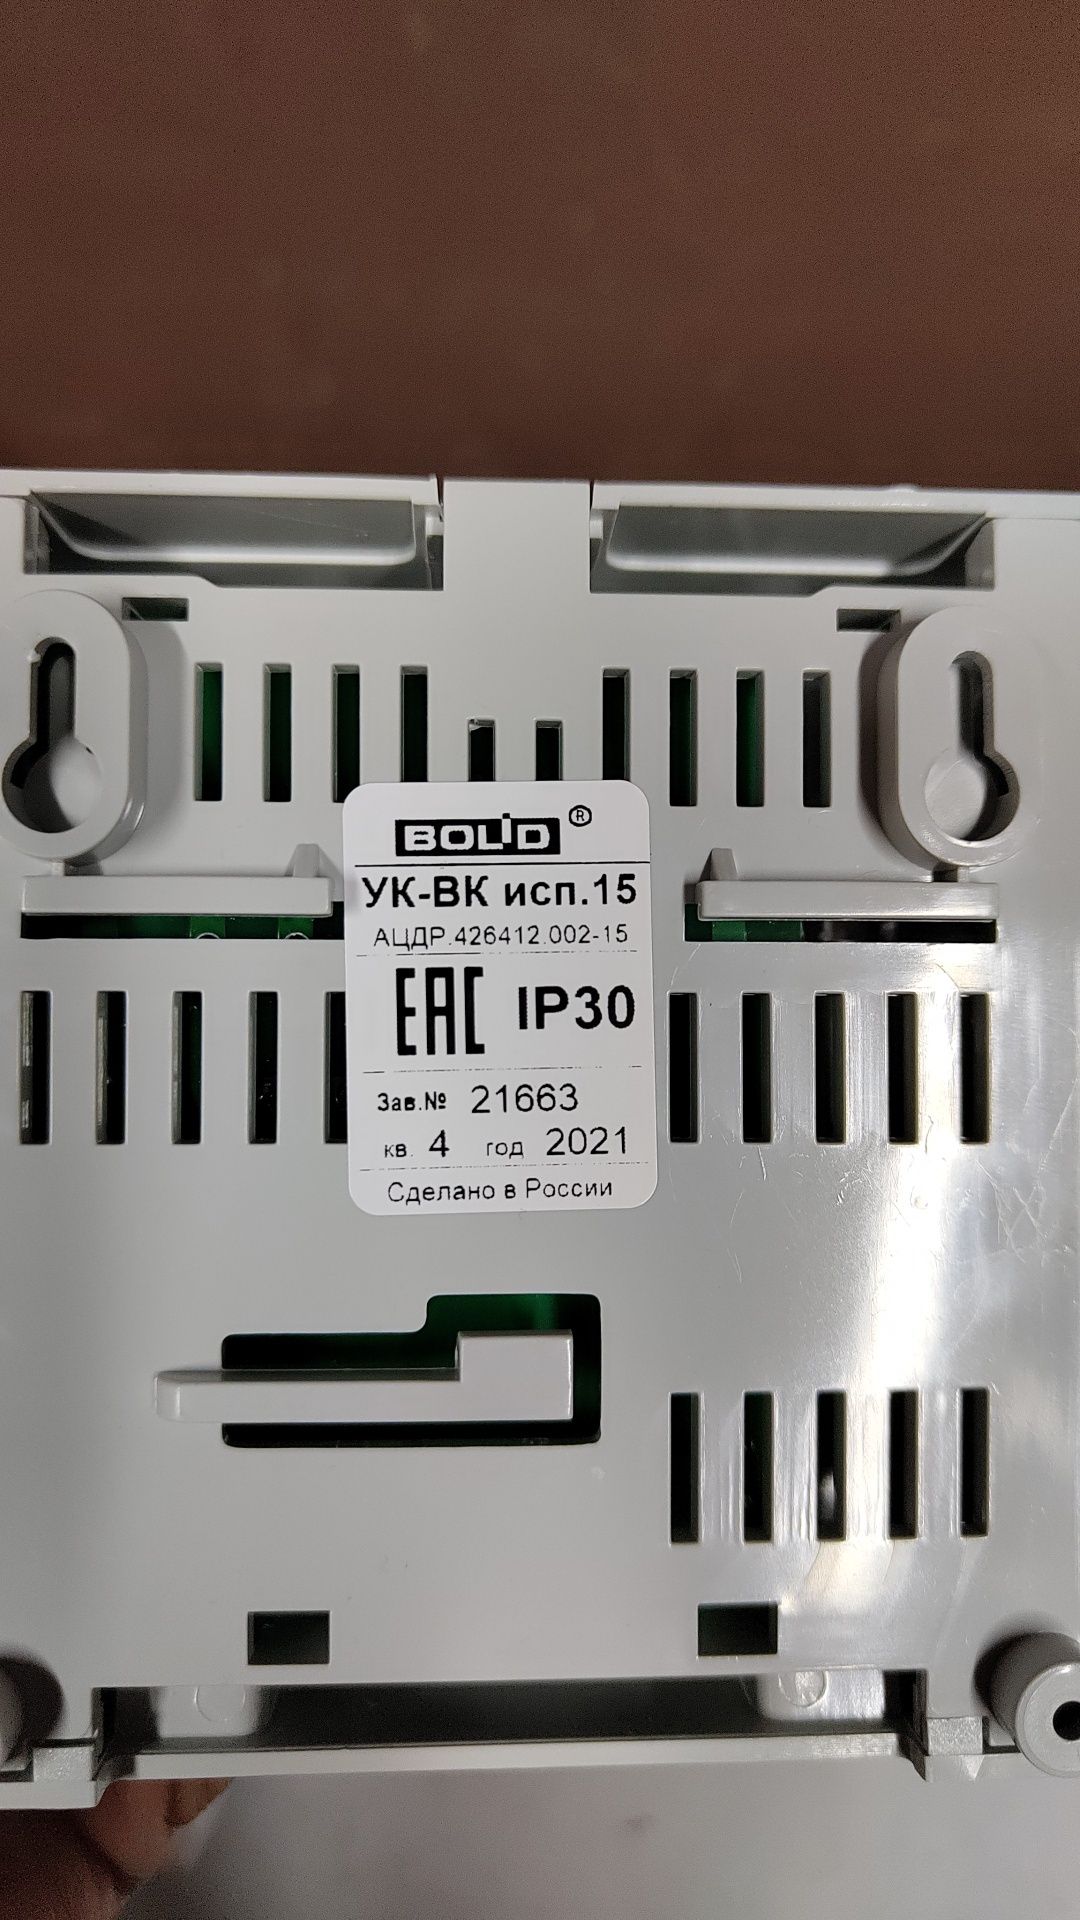 BOLID ®
УК-ВК исп.15
АЦДР.426412.002-15
EAC IP30
Зав.№ 21663
кв. 4 год 2021
Сделано в России